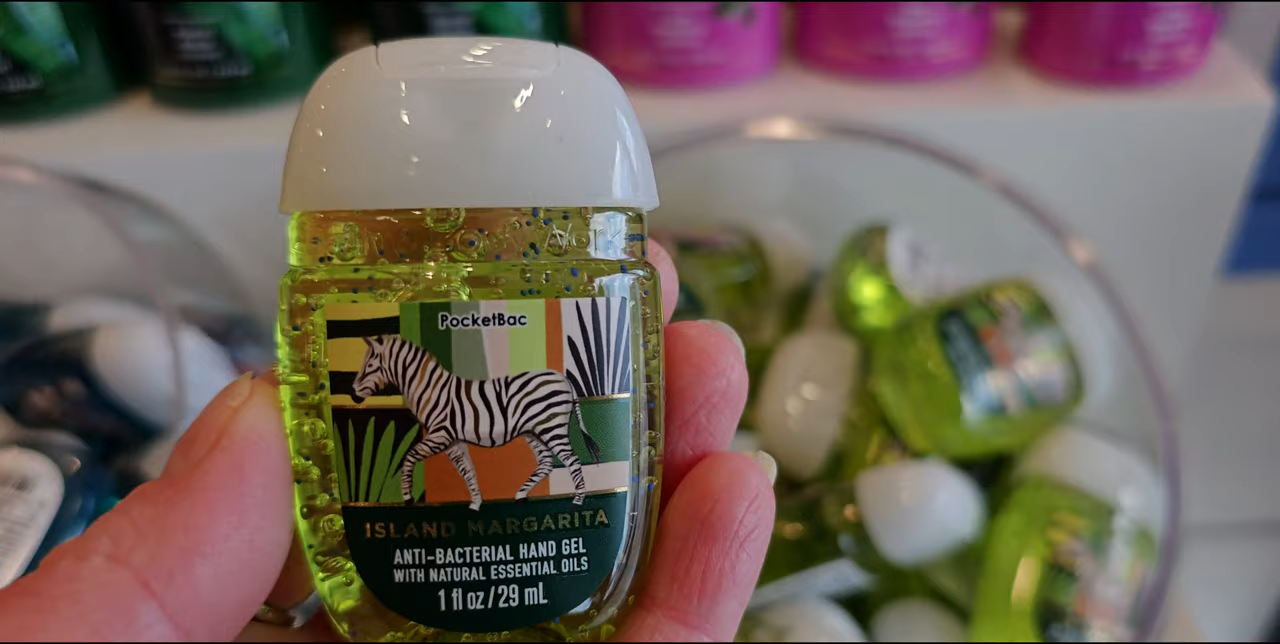 PocketBac
ISLAND MARGARITA
ANTI-BACTERIAL HAND GEL
WITH NATURAL ESSENTIAL OILS
1 fl oz / 29 mL